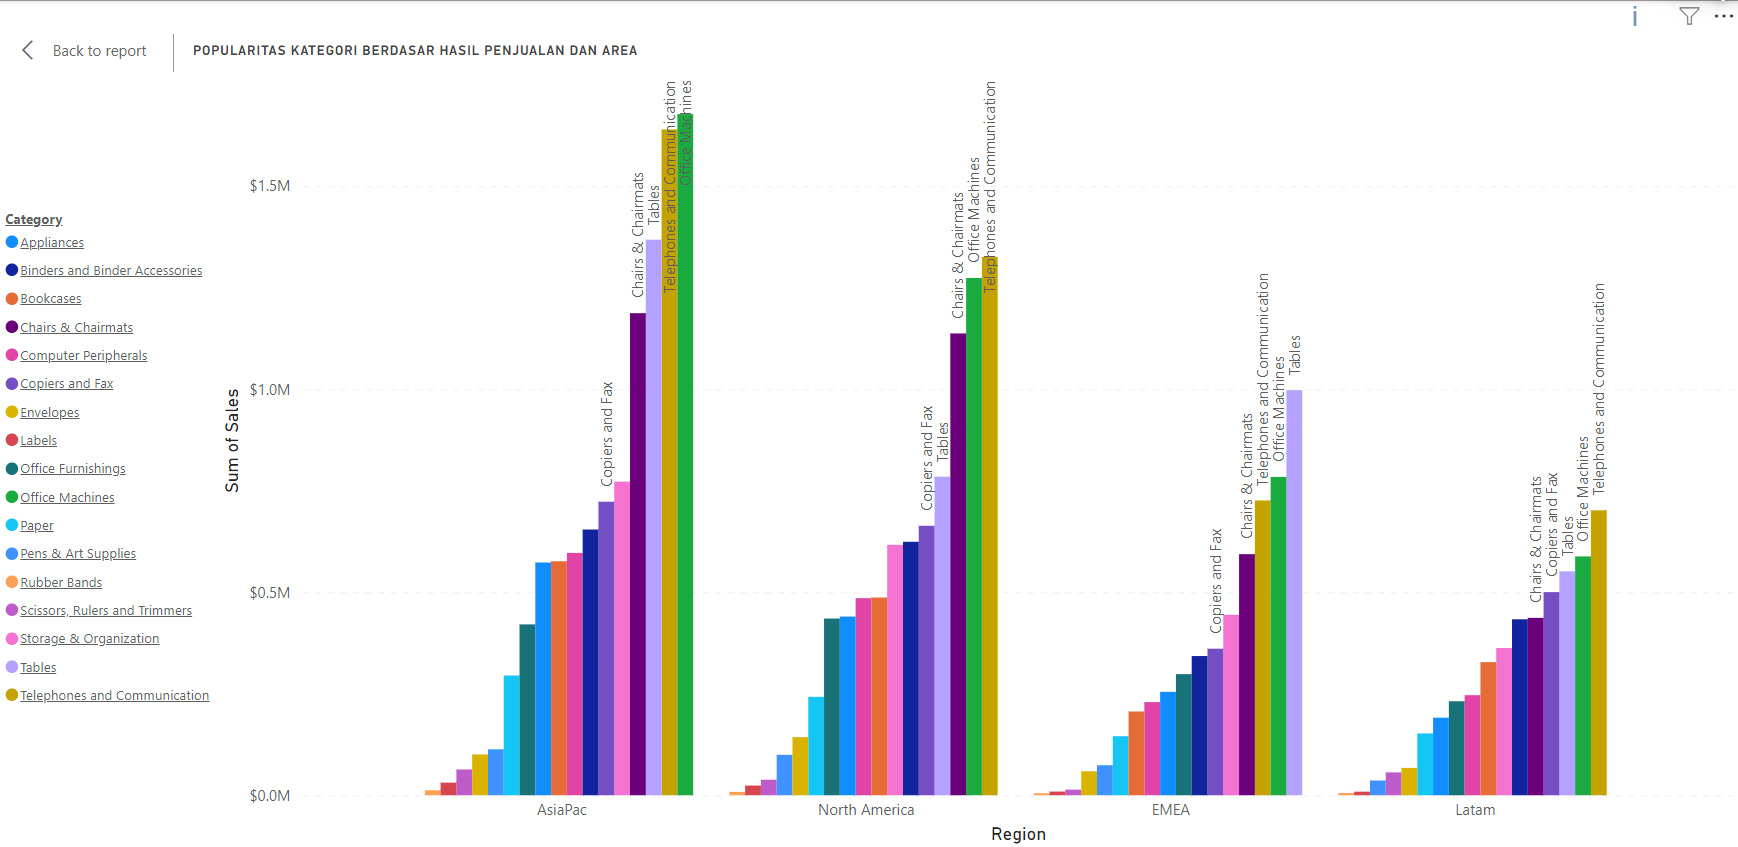 Back to report
POPULARITAS KATEGORI BERDASAR HASIL PENJUALAN DAN AREA
Category
Appliances
Binders and Binder Accessories
Bookcases
Chairs & Chairmats
Computer Peripherals
Copiers and Fax
Envelopes
Labels
Office Furnishings
Office Machines
Paper
Pens & Art Supplies
Rubber Bands
Scissors, Rulers and Trimmers
Storage & Organization
Tables
Telephones and Communication
Sum of Sales
$1.5M
$1.0M
$0.5M
$0.0M
Copiers and Fax
Chairs & Chairmats
Tables
Telephones and Communication
Office Machines
Copiers and Fax
Tables
Chairs & Chairmats
Office Machines
Telephones and Communication
Copiers and Fax
Chairs & Chairmats
Telephones and Communication
Office Machines
Tables
Chairs & Chairmats
Copiers and Fax
Tables
Office Machines
Telephones and Communication
AsiaPac
North America
EMEA
Latam
Region